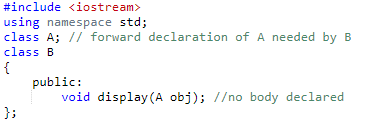 #include <iostream>
using namespace std;
class A; // forward declaration of A needed by B
class B
{
public:
void display(A obj); //no body declared
};